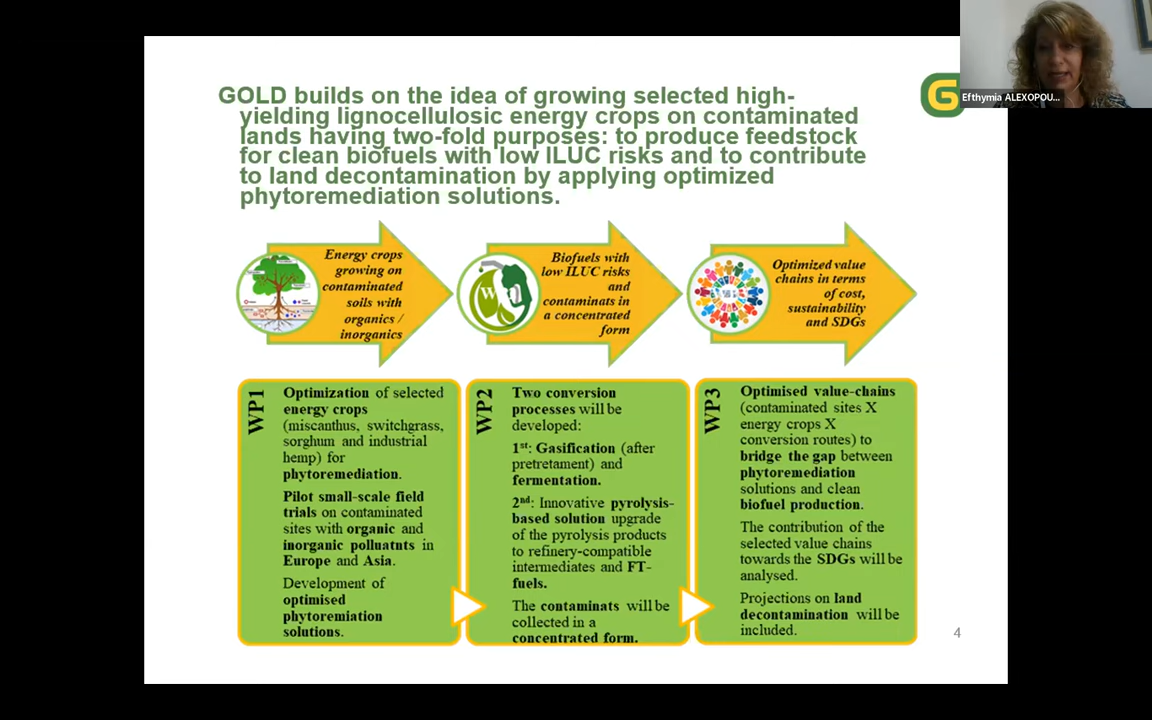 GOLD builds on the idea of growing selected high-
yielding lignocellulosic energy crops on contaminated
lands having two-fold purposes: to produce feedstock
for clean biofuels with low ILUC risks and to contribute
to land decontamination by applying optimized
phytoremediation solutions.
G
Efthymia ALEXOPOU...
Energy crops
growing on
contaminated
soils with
organics /
inorganics
Biofuels with
low ILUC risks
and
contaminats in
a concentrated
form
Optimized value
chains in terms
of cost,
sustainability
and SDGs
WP1
Optimization of selected
energy crops
(miscanthus, switchgrass,
sorghum and industrial
hemp) for
phytoremediation.
Pilot small-scale field
trials on contaminated
sites with organic and
inorganic polluatnts in
Europe and Asia.
Development of
optimised
phytoremiation
solutions.
WP2
Two conversion
processes will be
developed:
1st: Gasification (after
pretretament) and
fermentation.
2nd: Innovative pyrolysis-
based solution upgrade
of the pyrolysis products
to refinery-compatible
intermediates and FT-
fuels.
The contaminats will be
collected in a
concentrated form.
WP3
Optimised value-chains
(contaminated sites X
energy crops X
conversion routes) to
bridge the gap between
phytoremediation
solutions and clean
biofuel production.
The contribution of the
selected value chains
towards the SDGs will be
analysed.
Projections on land
decontamination will be
included.
4